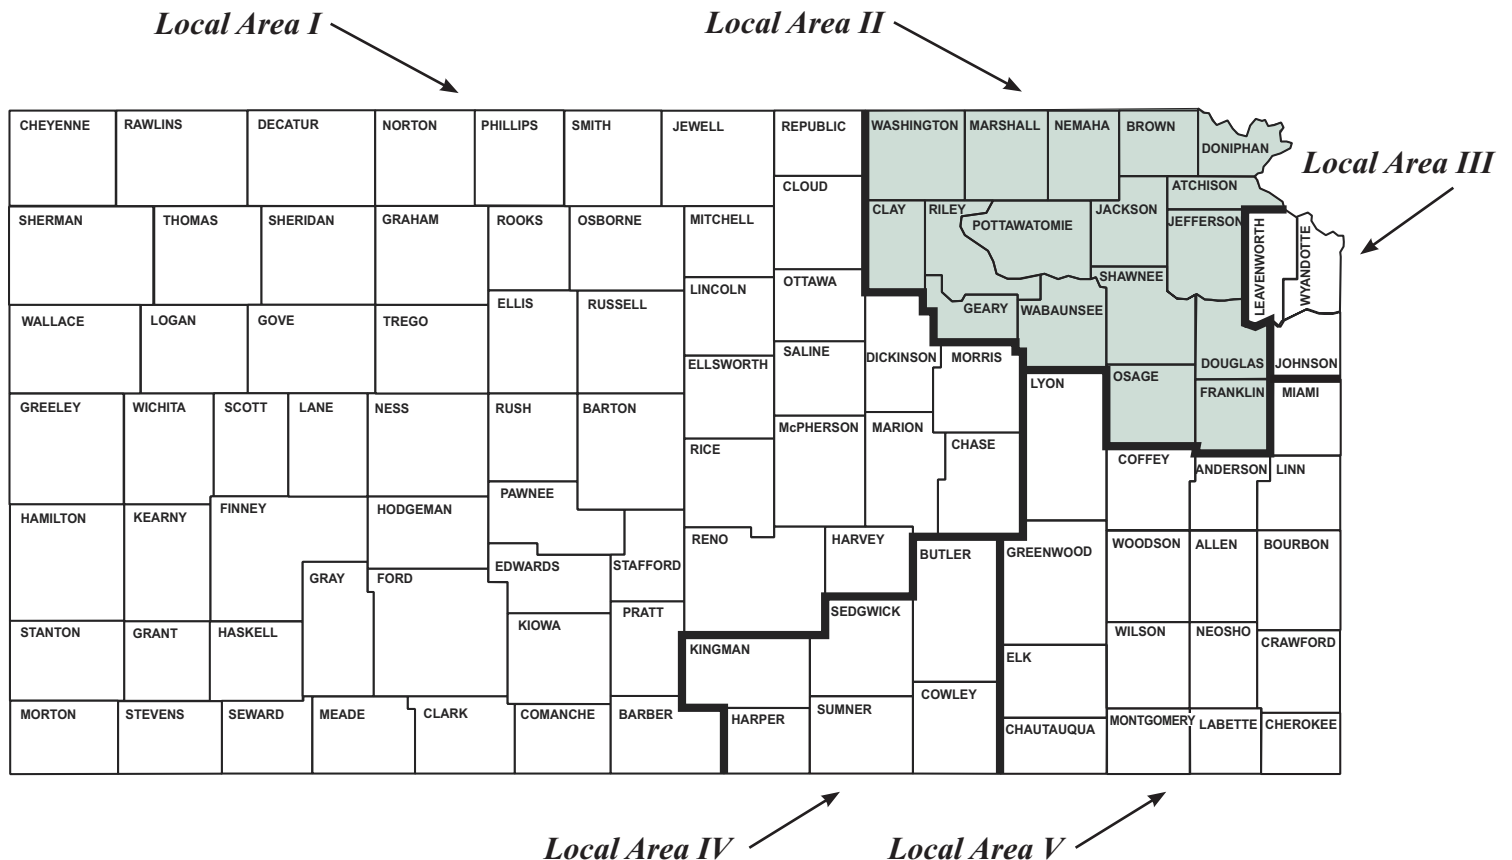 Local Area I
Local Area II
CHEYENNE RAWLINS DECATUR NORTON PHILLIPS SMITH JEWELL REPUBLIC WASHINGTON MARSHALL NEMAHA BROWN
DONIPHAN
Local Area III
CLOUD ATCHISON
SHERMAN THOMAS SHERIDAN GRAHAM ROOKS OSBORNE MITCHELL CLAY RILEY JACKSON JEFFERSON
POTTAWATOMIE
LEAVENWORTH
WYANDOTTE
OTTAWA SHAWNEE
LINCOLN
ELLIS RUSSELL GEARY WABAUNSEE
WALLACE LOGAN GOVE TREGO
SALINE DICKINSON MORRIS
ELLSWORTH DOUGLAS JOHNSON
LYON OSAGE
GREELEY WICHITA SCOTT LANE NESS RUSH BARTON FRANKLIN MIAMI
McPHERSON MARION
RICE CHASE
COFFEY
ANDERSON LINN
PAWNEE
HAMILTON KEARNY FINNEY HODGEMAN
RENO HARVEY WOODSON ALLEN BOURBON
BUTLER GREENWOOD
GRAY FORD EDWARDS STAFFORD
PRATT SEDGWICK
STANTON GRANT HASKELL KIOWA WILSON NEOSHO
KINGMAN CRAWFORD
ELK
COWLEY
MORTON STEVENS SEWARD MEADE CLARK COMANCHE BARBER HARPER SUMNER
CHAUTAUQUA MONTGOMERY LABETTE CHEROKEE
Local Area IV
Local Area V